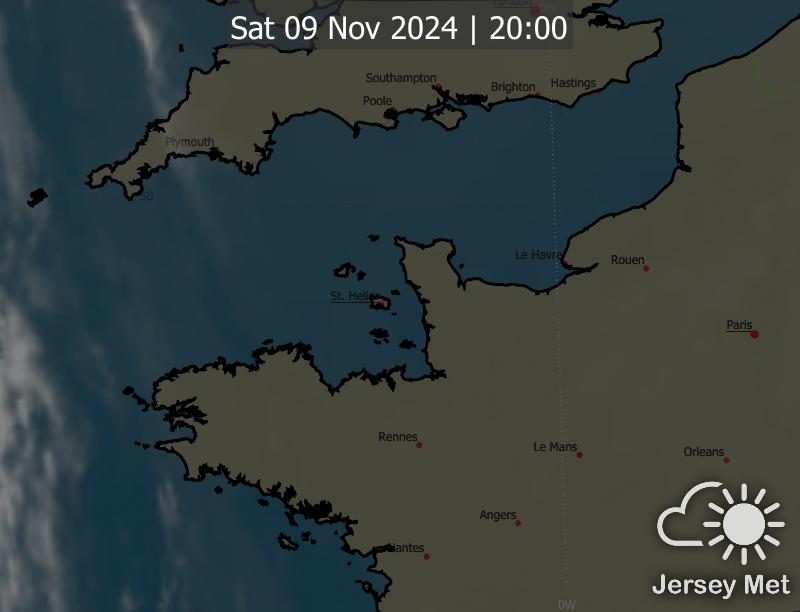 London
0W
Sat 09 Nov 2024 | 20:00
Southampton
Brighton
Hastings
Poole
Plymouth
50
Le Havre
Rouen
St. Helier
Paris
Rennes
Le Mans
Orleans
Angers
Nantes
Jersey Met
0W